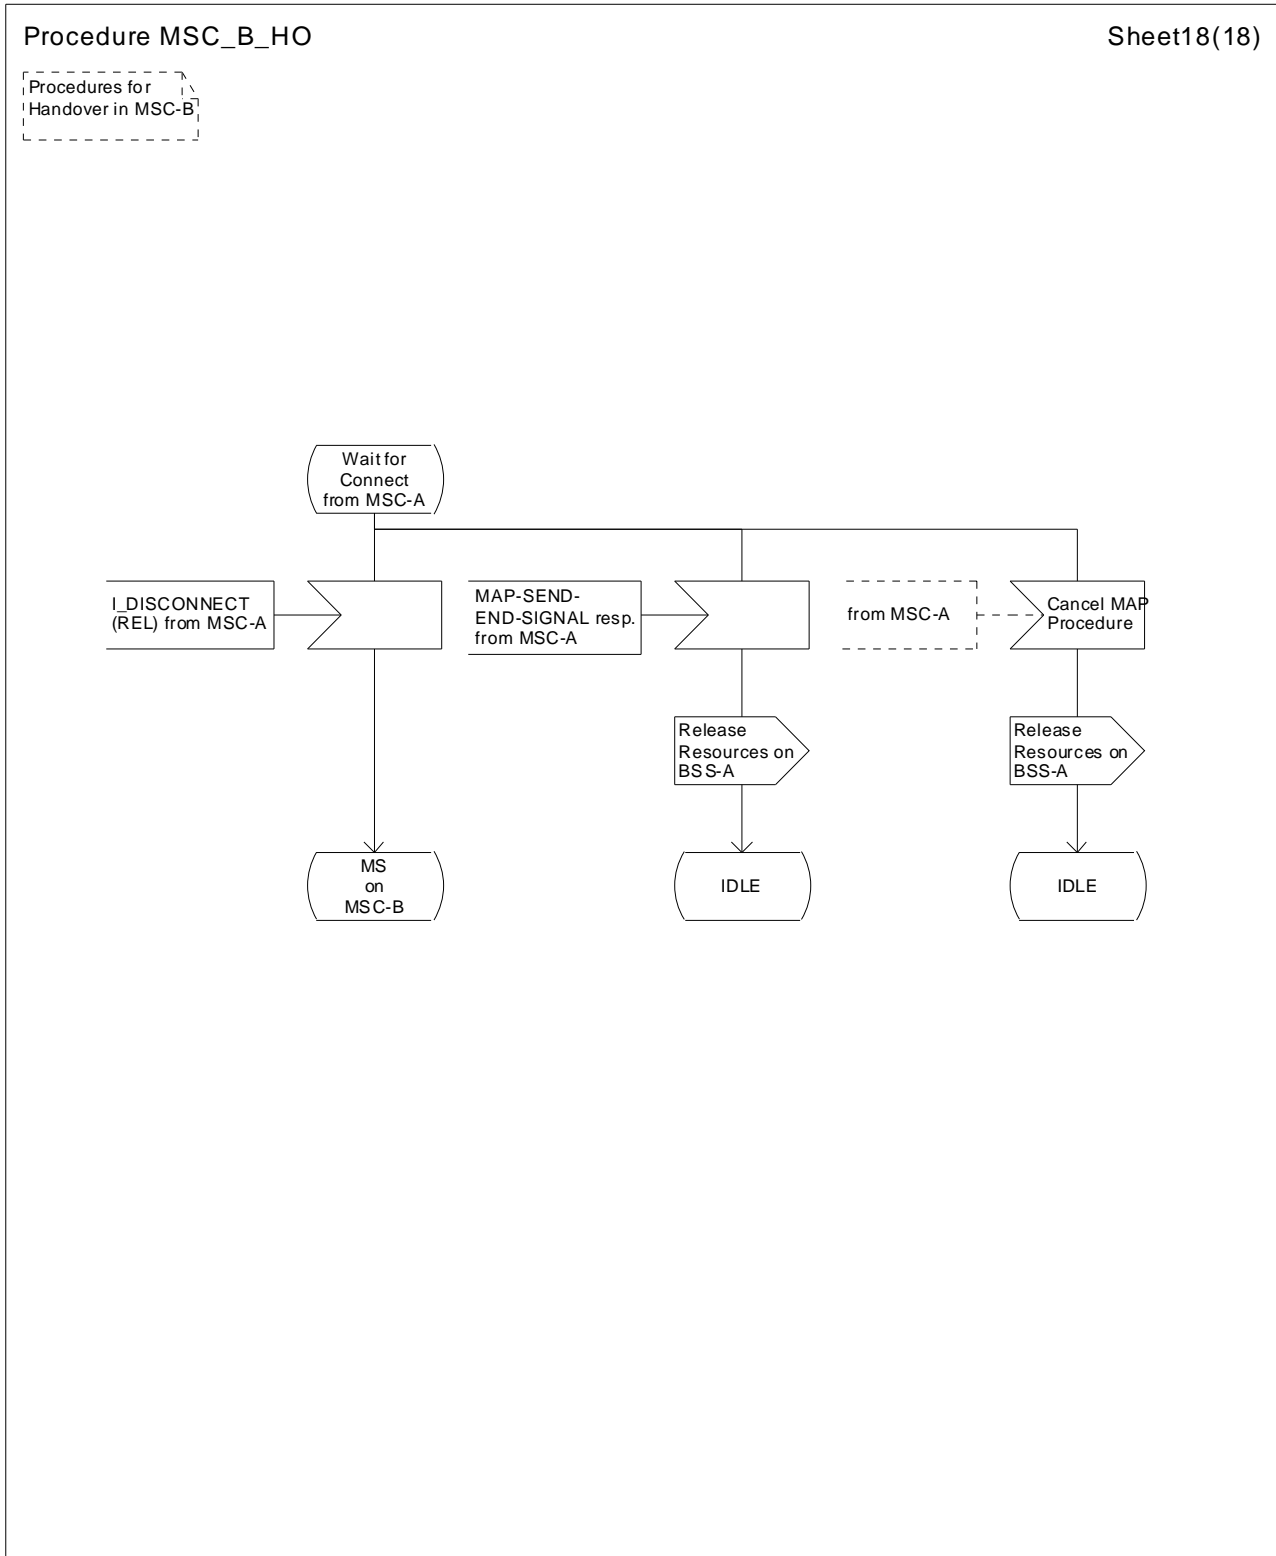 Procedure MSC_B_HO
Sheet18(18)
Procedures for
Handover in MSC-B
Wait for
Connect
from MSC-A
I_DISCONNECT
(REL) from MSC-A
MAP-SEND-
END-SIGNAL resp.
from MSC-A
from MSC-A
Cancel MAP
Procedure
Release
Resources on
BSS-A
Release
Resources on
BSS-A
MS
on
MSC-B
IDLE
IDLE